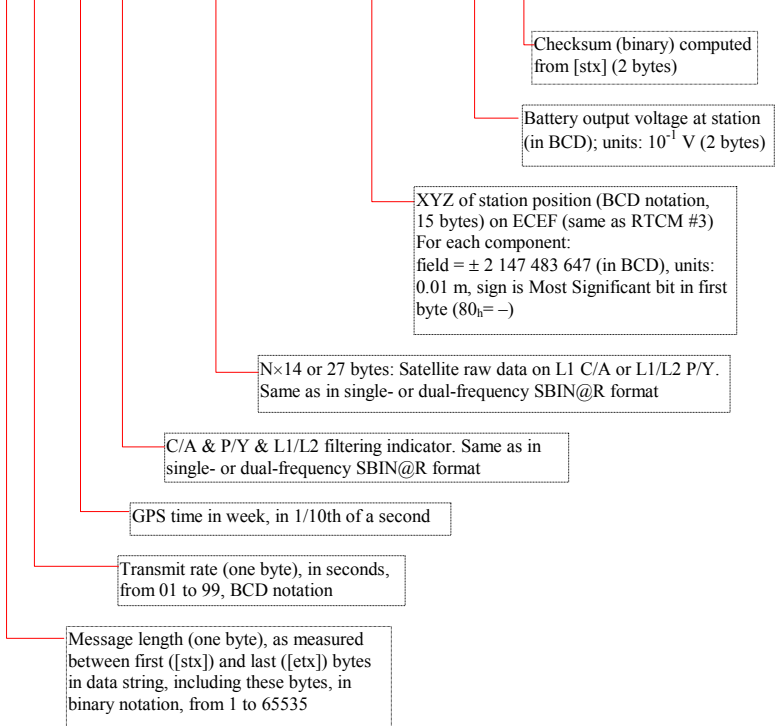 Checksum (binary) computed
from [stx] (2 bytes)
Battery output voltage at station
(in BCD); units: 10⁻¹ V (2 bytes)
XYZ of station position (BCD notation,
15 bytes) on ECEF (same as RTCM #3)
For each component:
field = ± 2 147 483 647 (in BCD), units:
0.01 m, sign is Most Significant bit in first
byte (80ₕ= –)
N×14 or 27 bytes: Satellite raw data on L1 C/A or L1/L2 P/Y.
Same as in single- or dual-frequency SBIN@R format
C/A & P/Y & L1/L2 filtering indicator. Same as in
single- or dual-frequency SBIN@R format
GPS time in week, in 1/10th of a second
Transmit rate (one byte), in seconds,
from 01 to 99, BCD notation
Message length (one byte), as measured
between first ([stx]) and last ([etx]) bytes
in data string, including these bytes, in
binary notation, from 1 to 65535